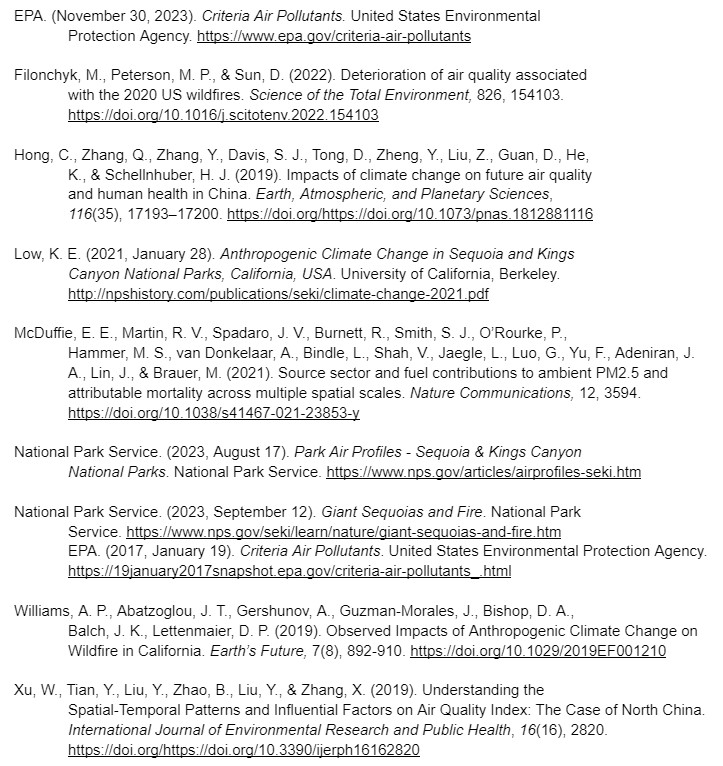 EPA. (November 30, 2023). Criteria Air Pollutants. United States Environmental
Protection Agency. https://www.epa.gov/criteria-air-pollutants
Filonchyk, M., Peterson, M. P., & Sun, D. (2022). Deterioration of air quality associated
with the 2020 US wildfires. Science of the Total Environment, 826, 154103.
https://doi.org/10.1016/j.scitotenv.2022.154103
Hong, C., Zhang, Q., Zhang, Y., Davis, S. J., Tong, D., Zheng, Y., Liu, Z., Guan, D., He,
K., & Schellnhuber, H. J. (2019). Impacts of climate change on future air quality
and human health in China. Earth, Atmospheric, and Planetary Sciences,
116(35), 17193–17200. https://doi.org/https://doi.org/10.1073/pnas.1812881116
Low, K. E. (2021, January 28). Anthropogenic Climate Change in Sequoia and Kings
Canyon National Parks, California, USA. University of California, Berkeley.
http://npshistory.com/publications/seki/climate-change-2021.pdf
McDuffie, E. E., Martin, R. V., Spadaro, J. V., Burnett, R., Smith, S. J., O’Rourke, P.,
Hammer, M. S., van Donkelaar, A., Bindle, L., Shah, V., Jaegle, L., Luo, G., Yu, F., Adeniran, J.
A., Lin, J., & Brauer, M. (2021). Source sector and fuel contributions to ambient PM2.5 and
attributable mortality across multiple spatial scales. Nature Communications, 12, 3594.
https://doi.org/10.1038/s41467-021-23853-y
National Park Service. (2023, August 17). Park Air Profiles - Sequoia & Kings Canyon
National Parks. National Park Service. https://www.nps.gov/articles/airprofiles-seki.htm
National Park Service. (2023, September 12). Giant Sequoias and Fire. National Park
Service. https://www.nps.gov/seki/learn/nature/giant-sequoias-and-fire.htm
EPA. (2017, January 19). Criteria Air Pollutants. United States Environmental Protection Agency.
https://19january2017snapshot.epa.gov/criteria-air-pollutants_.html
Williams, A. P., Abatzoglou, J. T., Gershunov, A., Guzman-Morales, J., Bishop, D. A.,
Balch, J. K., Lettenmaier, D. P. (2019). Observed Impacts of Anthropogenic Climate Change on
Wildfire in California. Earth’s Future, 7(8), 892-910. https://doi.org/10.1029/2019EF001210
Xu, W., Tian, Y., Liu, Y., Zhao, B., Liu, Y., & Zhang, X. (2019). Understanding the
Spatial-Temporal Patterns and Influential Factors on Air Quality Index: The Case of North China.
International Journal of Environmental Research and Public Health, 16(16), 2820.
https://doi.org/https://doi.org/10.3390/ijerph16162820